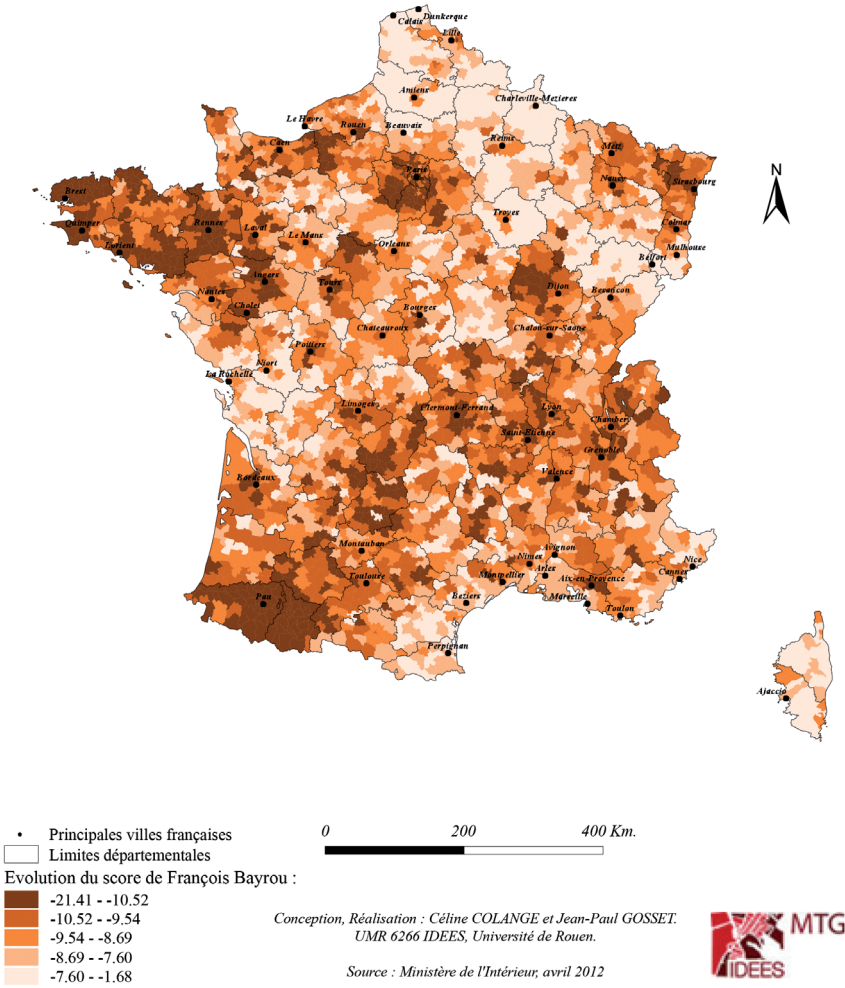 Dunkerque
Calais
Lille
Amiens
Charleville-Mezieres
Le Havre
Rouen
Beauvais
Reims
Caen
Metz
Paris
Nancy
Strasbourg
Brest
Troyes
Quimper
Rennes
Laval
Le Mans
Colmar
Lorient
Orleans
Mulhouse
Belfort
Angers
Tours
Dijon
Besancon
Nantes
Cholet
Bourges
Chateauroux
Chalon-sur-Saone
Poitiers
Niort
La Rochelle
Limoges
Clermont-Ferrand
Lyon
Chambery
Saint-Etienne
Grenoble
Bordeaux
Valence
Montauban
Avignon
Nimes
Nice
Toulouse
Montpellier
Arles
Aix-en-Provence
Cannes
Pau
Beziers
Marseille
Toulon
Perpignan
Ajaccio
N
Principales villes françaises
Limites départementales
0 200 400 Km.
Evolution du score de François Bayrou :
-21.41 - -10.52
-10.52 - -9.54
-9.54 - -8.69
-8.69 - -7.60
-7.60 - -1.68
Conception, Réalisation : Céline COLANGE et Jean-Paul GOSSET.
UMR 6266 IDEES, Université de Rouen.
Source : Ministère de l'Intérieur, avril 2012
MTG
IDEES